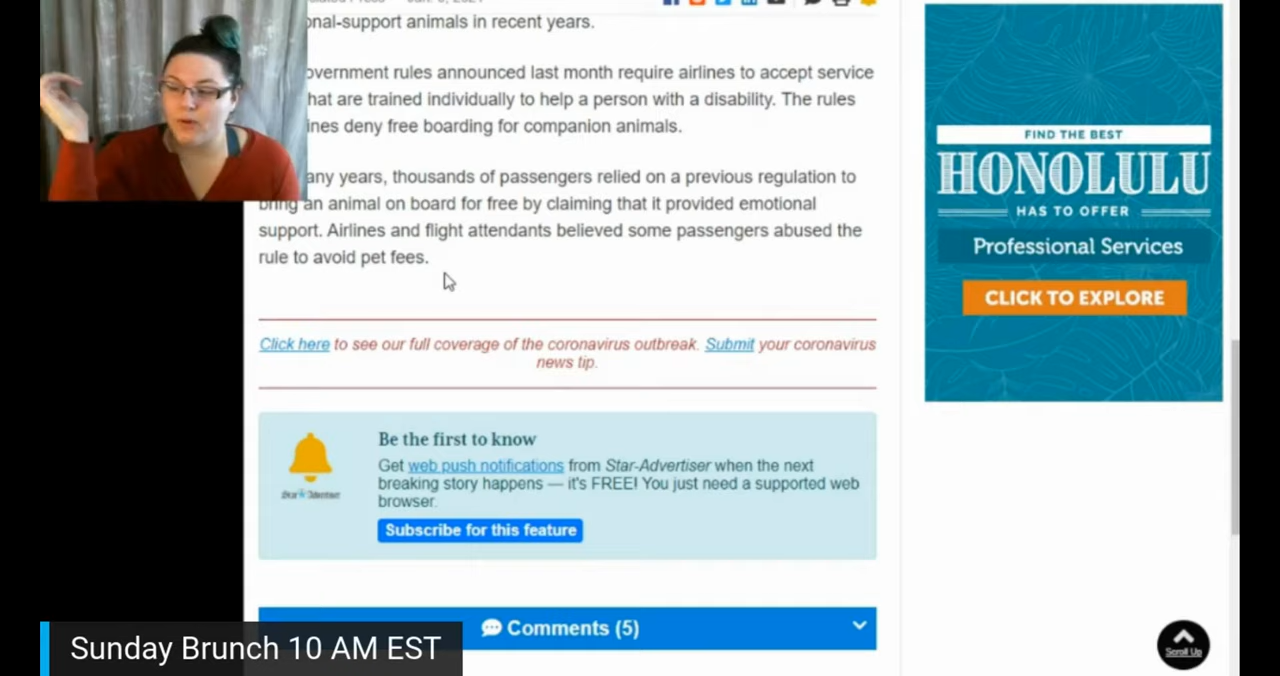 onal-support animals in recent years.
overnment rules announced last month require airlines to accept service
hat are trained individually to help a person with a disability. The rules
ines deny free boarding for companion animals.
any years, thousands of passengers relied on a previous regulation to
bring an animal on board for free by claiming that it provided emotional
support. Airlines and flight attendants believed some passengers abused the
rule to avoid pet fees.
Click here to see our full coverage of the coronavirus outbreak. Submit your coronavirus
news tip.
Be the first to know
Get web push notifications from Star-Advertiser when the next
breaking story happens — it's FREE! You just need a supported web
browser.
Star Advertiser
Subscribe for this feature
Comments (5)
Sunday Brunch 10 AM EST
FIND THE BEST
HONOLULU
HAS TO OFFER
Professional Services
CLICK TO EXPLORE
Scroll Up